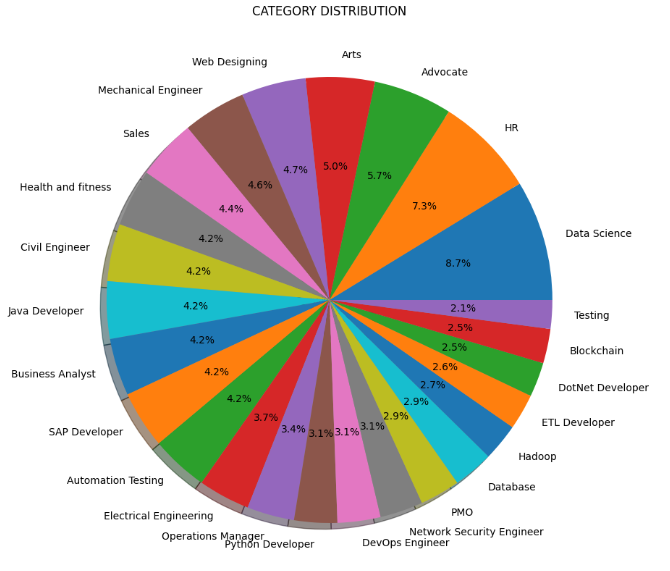 CATEGORY DISTRIBUTION
Arts
Web Designing
Advocate
Mechanical Engineer
HR
Sales
Health and fitness
Data Science
Civil Engineer
Java Developer
Testing
Blockchain
Business Analyst
DotNet Developer
ETL Developer
SAP Developer
Hadoop
Automation Testing
Database
Electrical Engineering
PMO
Operations Manager
Network Security Engineer
Python Developer
DevOps Engineer
5.0%
4.7%
5.7%
4.6%
7.3%
4.4%
4.2%
8.7%
4.2%
4.2%
2.1%
2.5%
4.2%
2.5%
2.6%
4.2%
2.7%
4.2%
2.9%
3.7%
2.9%
3.4%
3.1%
3.1%
3.1%